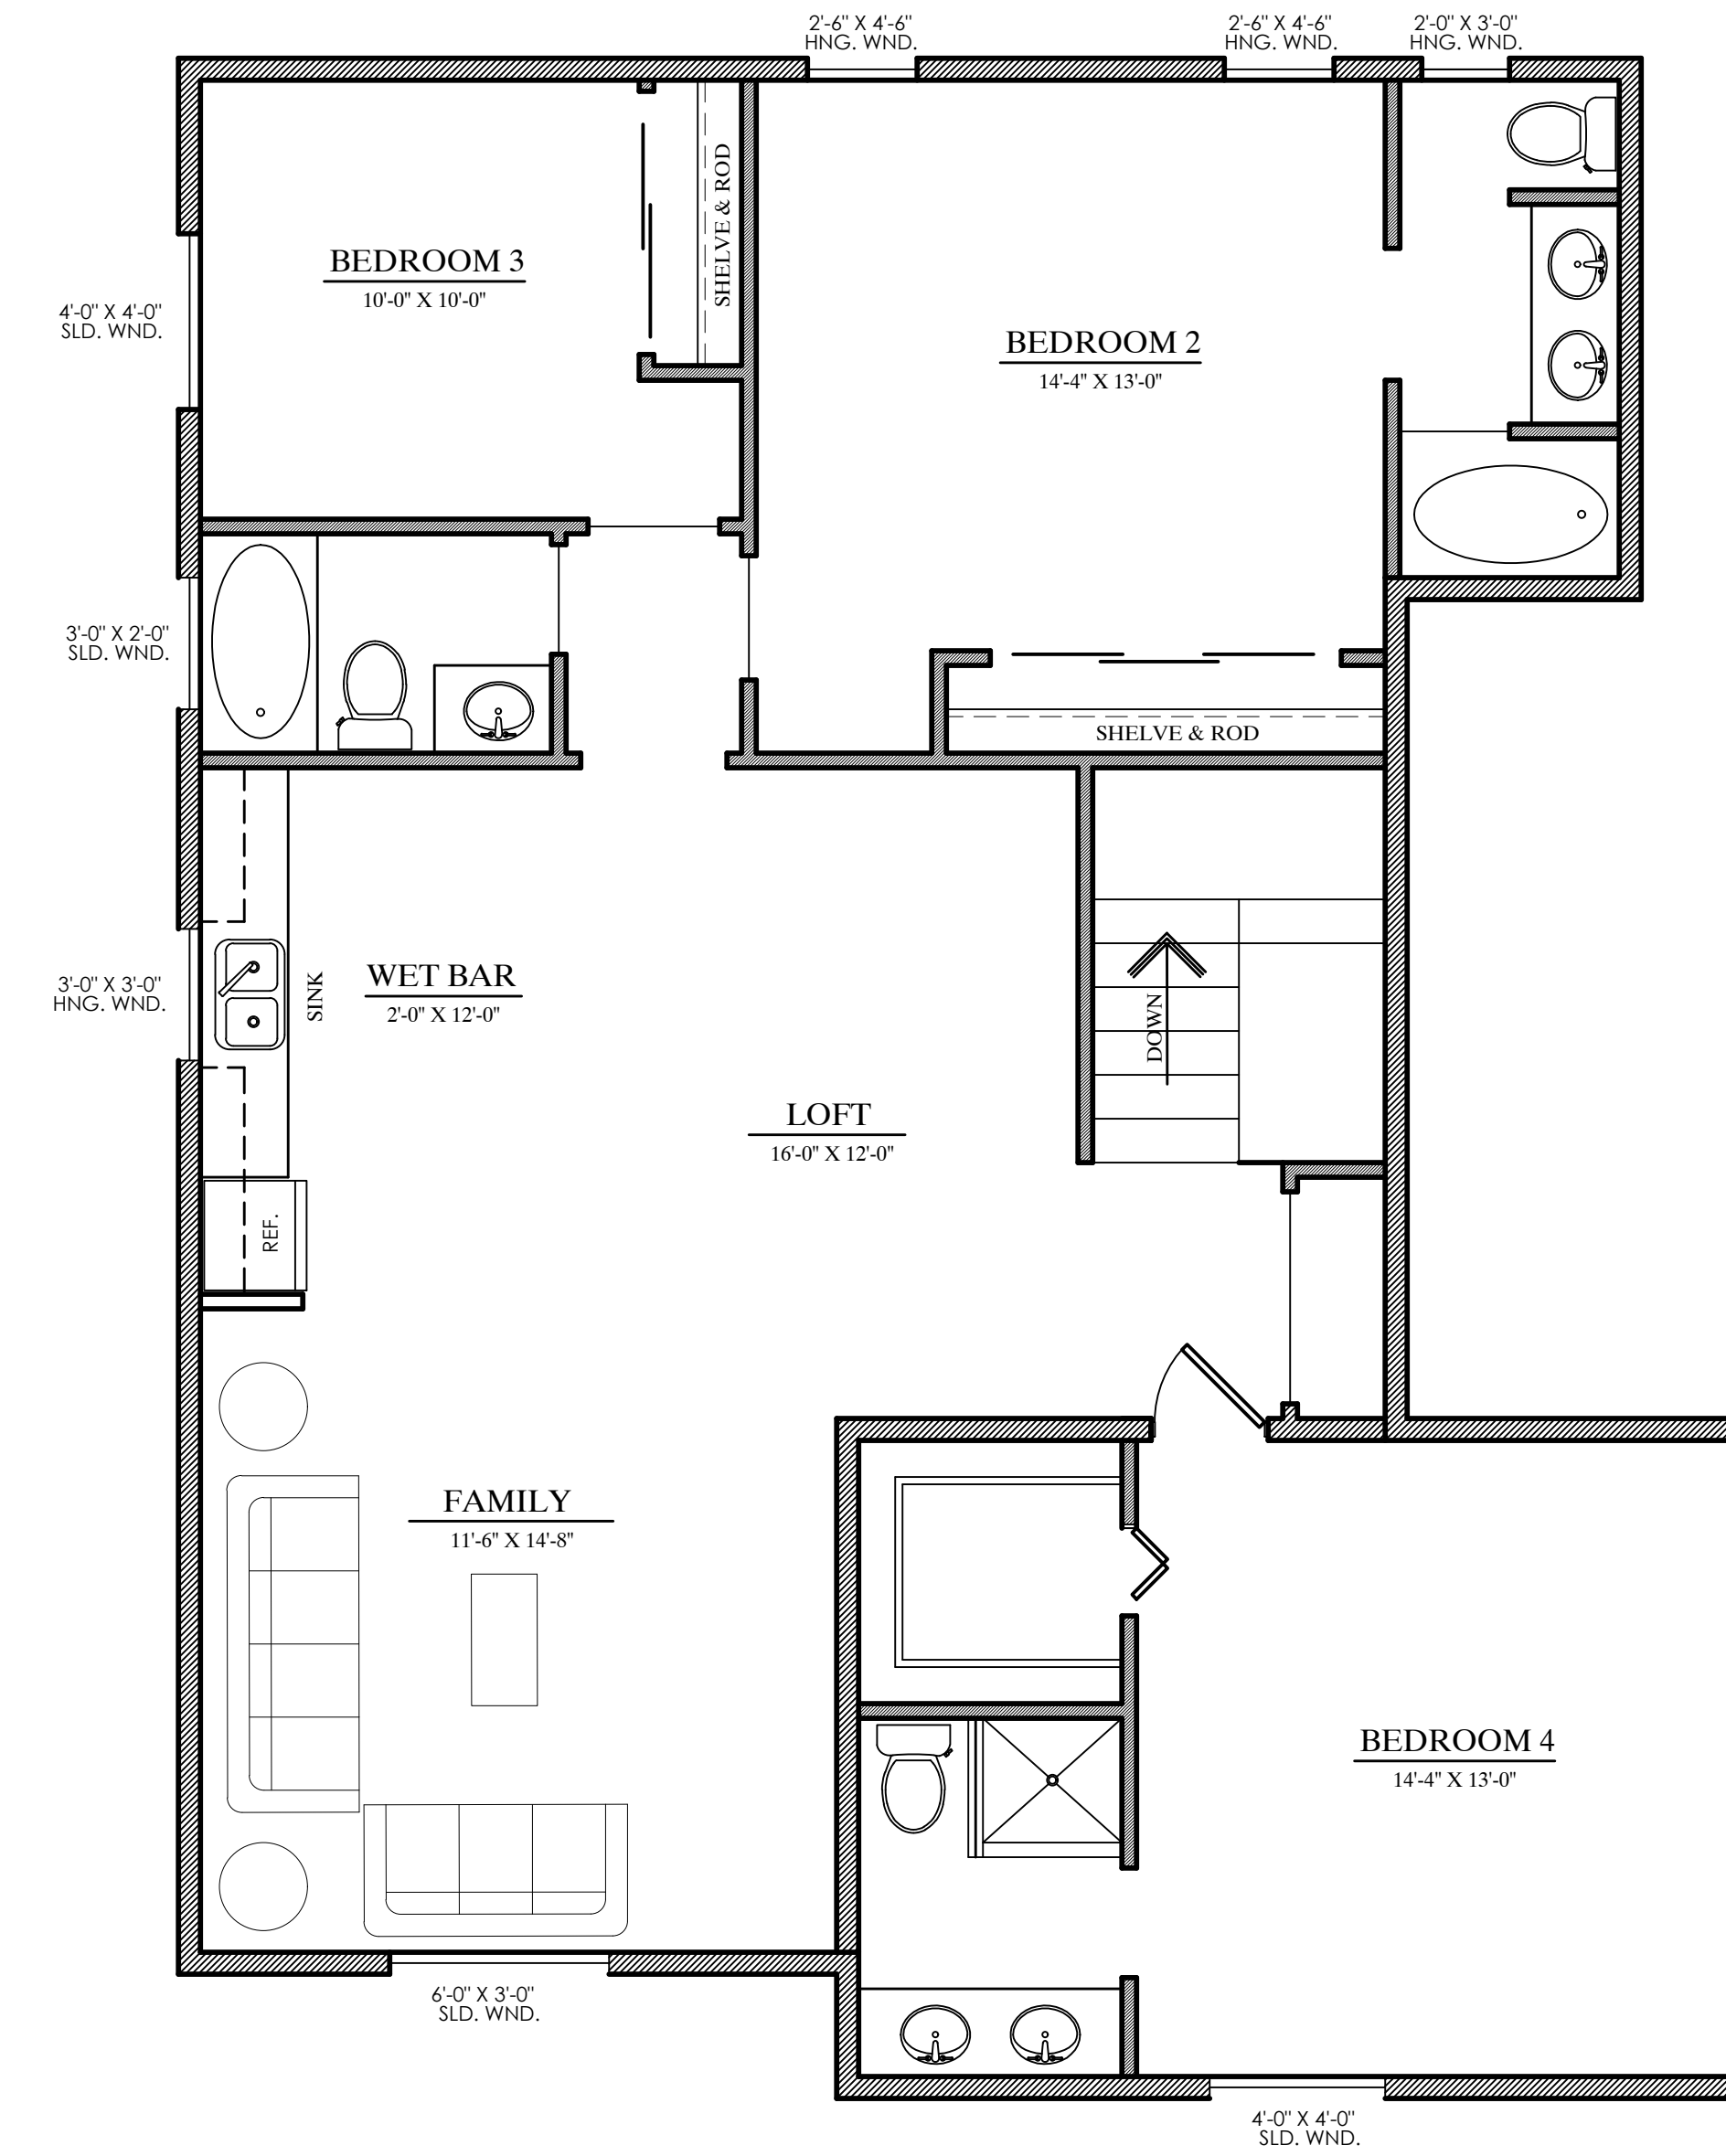 2'-6" X 4'-6"
HNG. WND.
2'-6" X 4'-6"
HNG. WND.
2'-0" X 3'-0"
HNG. WND.
BEDROOM 3
10'-0" X 10'-0"
SHELVE & ROD
4'-0" X 4'-0"
SLD. WND.
BEDROOM 2
14'-4" X 13'-0"
3'-0" X 2'-0"
SLD. WND.
SHELVE & ROD
3'-0" X 3'-0"
HNG. WND.
SINK
WET BAR
2'-0" X 12'-0"
DOWN
LOFT
16'-0" X 12'-0"
REF.
FAMILY
11'-6" X 14'-8"
BEDROOM 4
14'-4" X 13'-0"
6'-0" X 3'-0"
SLD. WND.
4'-0" X 4'-0"
SLD. WND.